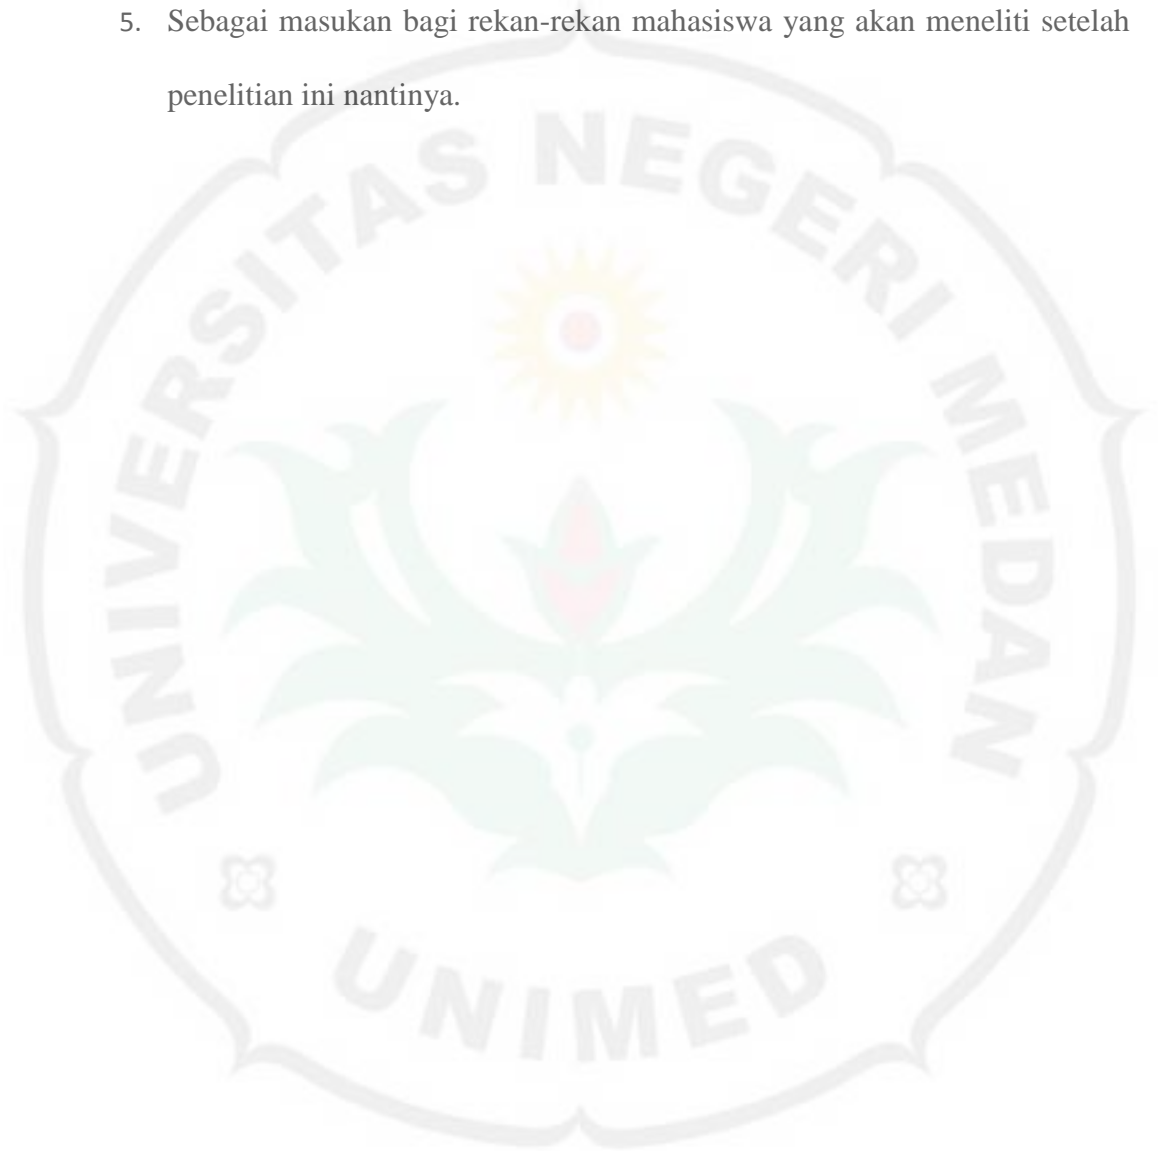 5. Sebagai masukan bagi rekan-rekan mahasiswa yang akan meneliti setelah
penelitian ini nantinya.
UNIVERSITAS NEGERI MEDAN
UNIMED